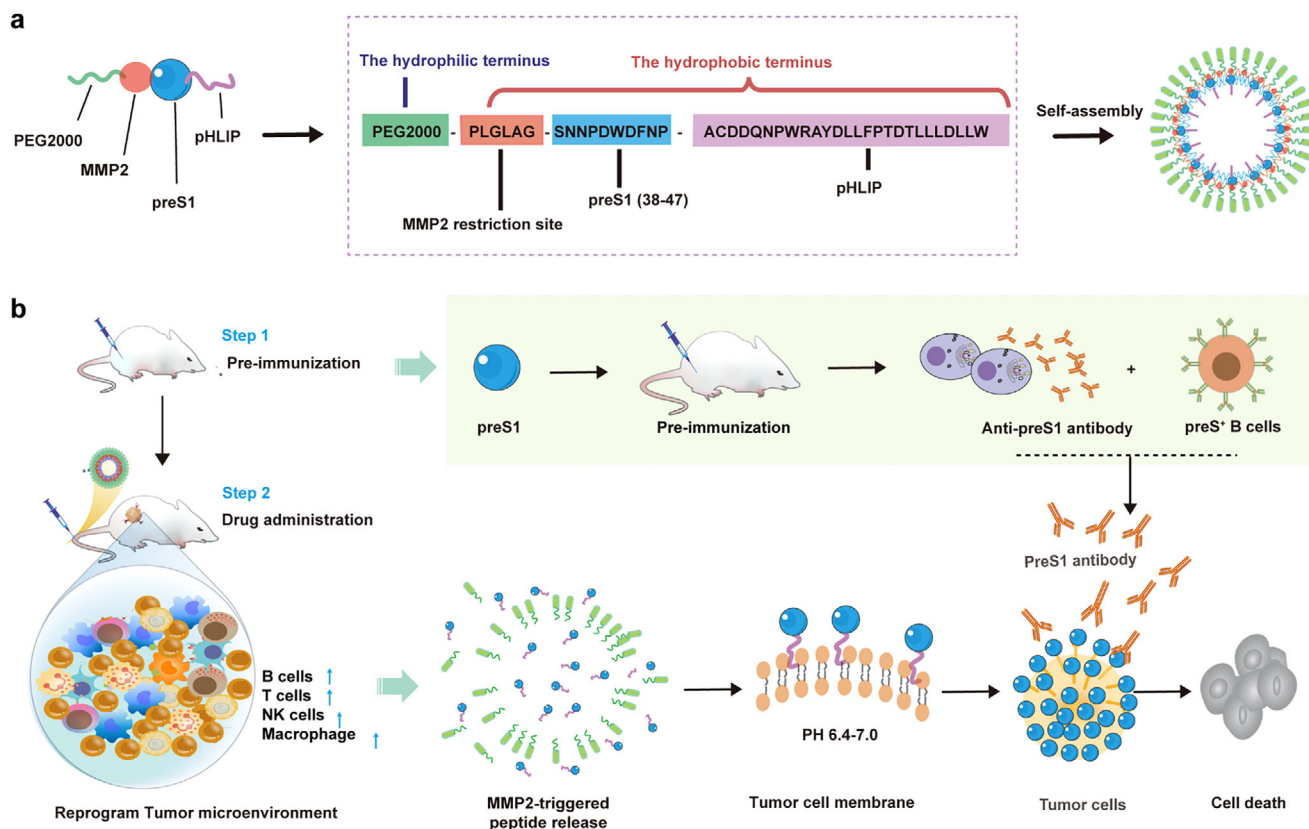 a
PEG2000
MMP2
preS1
pHLIP
The hydrophilic terminus
The hydrophobic terminus
PEG2000 - PLGLAG - SNNPDWDFNP - ACDDQNPWRAYDLLFPTDTLLLDLLW
MMP2 restriction site
preS1 (38-47)
pHLIP
Self-assembly
b
Step 1
Pre-immunization
preS1
Pre-immunization
Anti-preS1 antibody
+
preS⁺ B cells
Step 2
Drug administration
PreS1 antibody
B cells ↑
T cells ↑
NK cells ↑
Macrophage ↑
Reprogram Tumor microenvironment
MMP2-triggered
peptide release
PH 6.4-7.0
Tumor cell membrane
Tumor cells
Cell death